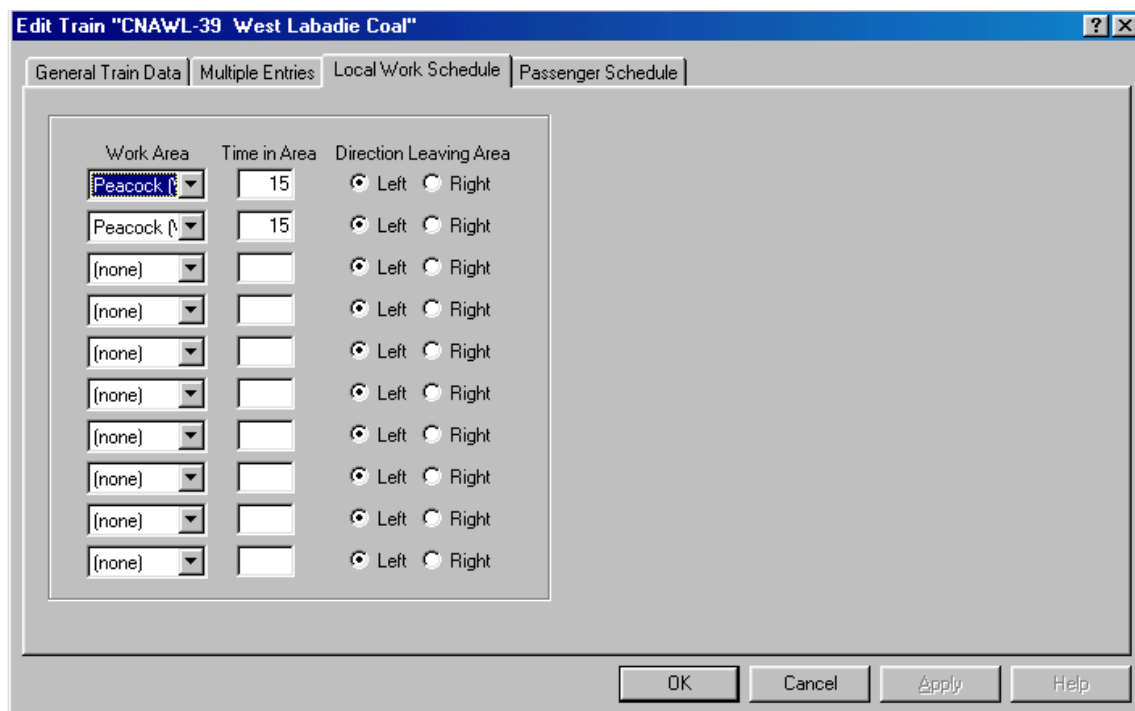 Edit Train "CNAWL-39 West Labadie Coal"
General Train Data Multiple Entries Local Work Schedule Passenger Schedule
Work Area Time in Area Direction Leaving Area
Peacock 15 Left Right
Peacock 15 Left Right
(none) Left Right
(none) Left Right
(none) Left Right
(none) Left Right
(none) Left Right
(none) Left Right
(none) Left Right
(none) Left Right
OK Cancel Apply Help